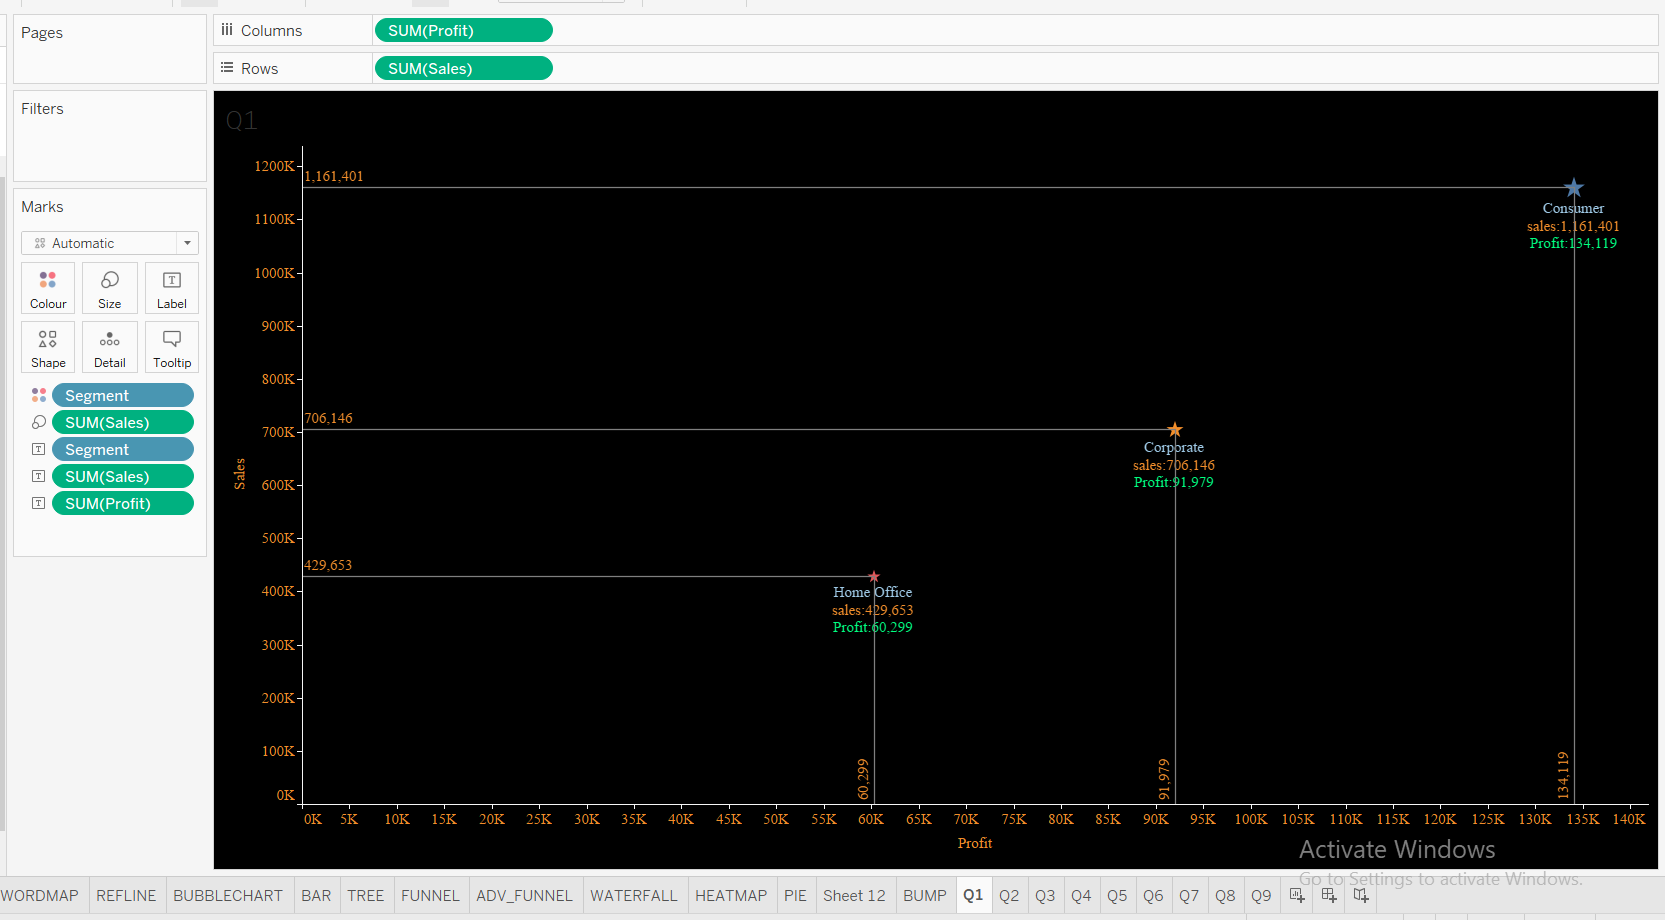 Pages
Columns
SUM(Profit)
Rows
SUM(Sales)
Filters
Marks
Automatic
Colour
Size
Label
Shape
Detail
Tooltip
Segment
SUM(Sales)
Segment
SUM(Sales)
SUM(Profit)
Q1
1200K
1100K
1000K
900K
800K
700K
600K
500K
400K
300K
200K
100K
0K
Sales
1,161,401
706,146
429,653
Consumer
sales:1,161,401
Profit:134,119
Corporate
sales:706,146
Profit:91,979
Home Office
sales:429,653
Profit:60,299
60,299
91,979
134,119
0K 5K 10K 15K 20K 25K 30K 35K 40K 45K 50K 55K 60K 65K 70K 75K 80K 85K 90K 95K 100K 105K 110K 115K 120K 125K 130K 135K 140K
Profit
Activate Windows
Go to Settings to activate Windows.
WORDMAP REFLINE BUBBLECHART BAR TREE FUNNEL ADV_FUNNEL WATERFALL HEATMAP PIE Sheet 12 BUMP Q1 Q2 Q3 Q4 Q5 Q6 Q7 Q8 Q9